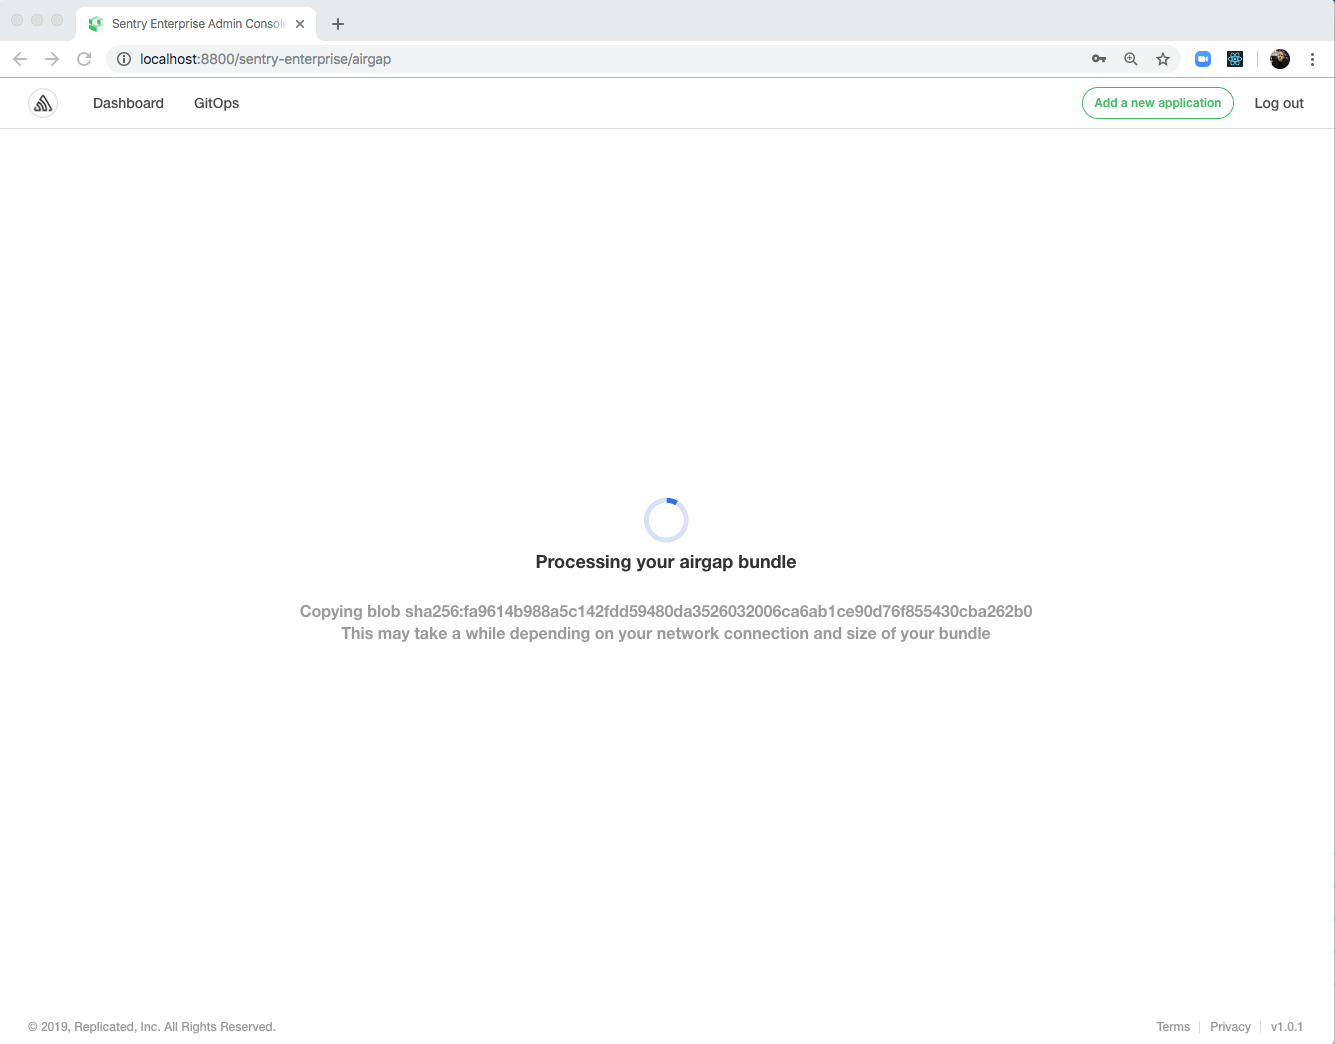 Sentry Enterprise Admin Console
localhost:8800/sentry-enterprise/airgap
Dashboard GitOps Add a new application Log out
Processing your airgap bundle
Copying blob sha256:fa9614b988a5c142fdd59480da3526032006ca6ab1ce90d76f855430cba262b0
This may take a while depending on your network connection and size of your bundle
© 2019, Replicated, Inc. All Rights Reserved. Terms Privacy v1.0.1